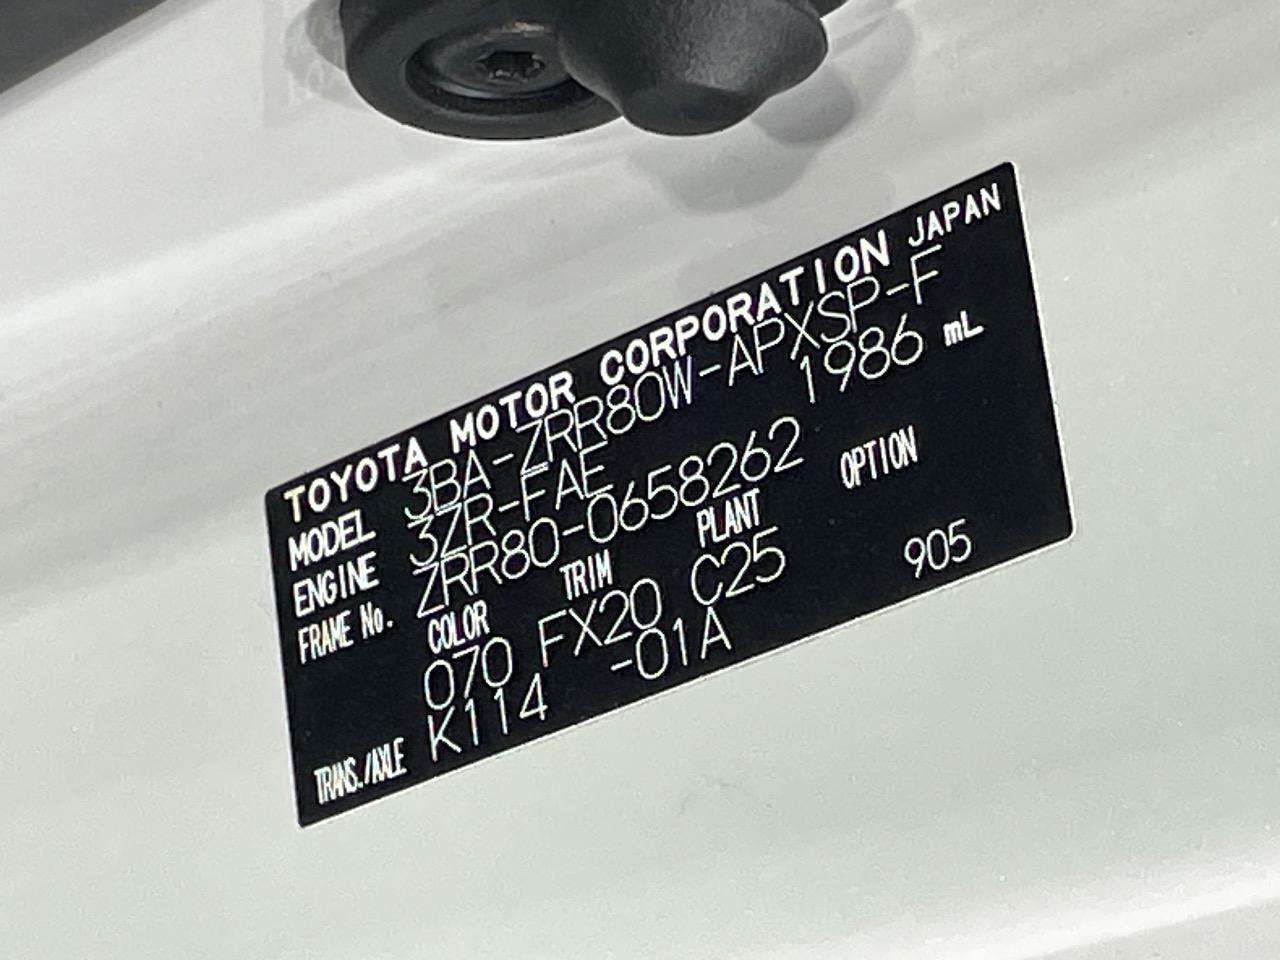 TOYOTA MOTOR CORPORATION JAPAN
MODEL 3BA-ZRR80W-APXSP-F
ENGINE 3ZR-FAE 1986 mL
FRAME No. ZRR80-0658262
COLOR TRIM PLANT OPTION
070 FX20 C25 905
TRANS./AXLE K114 -01A